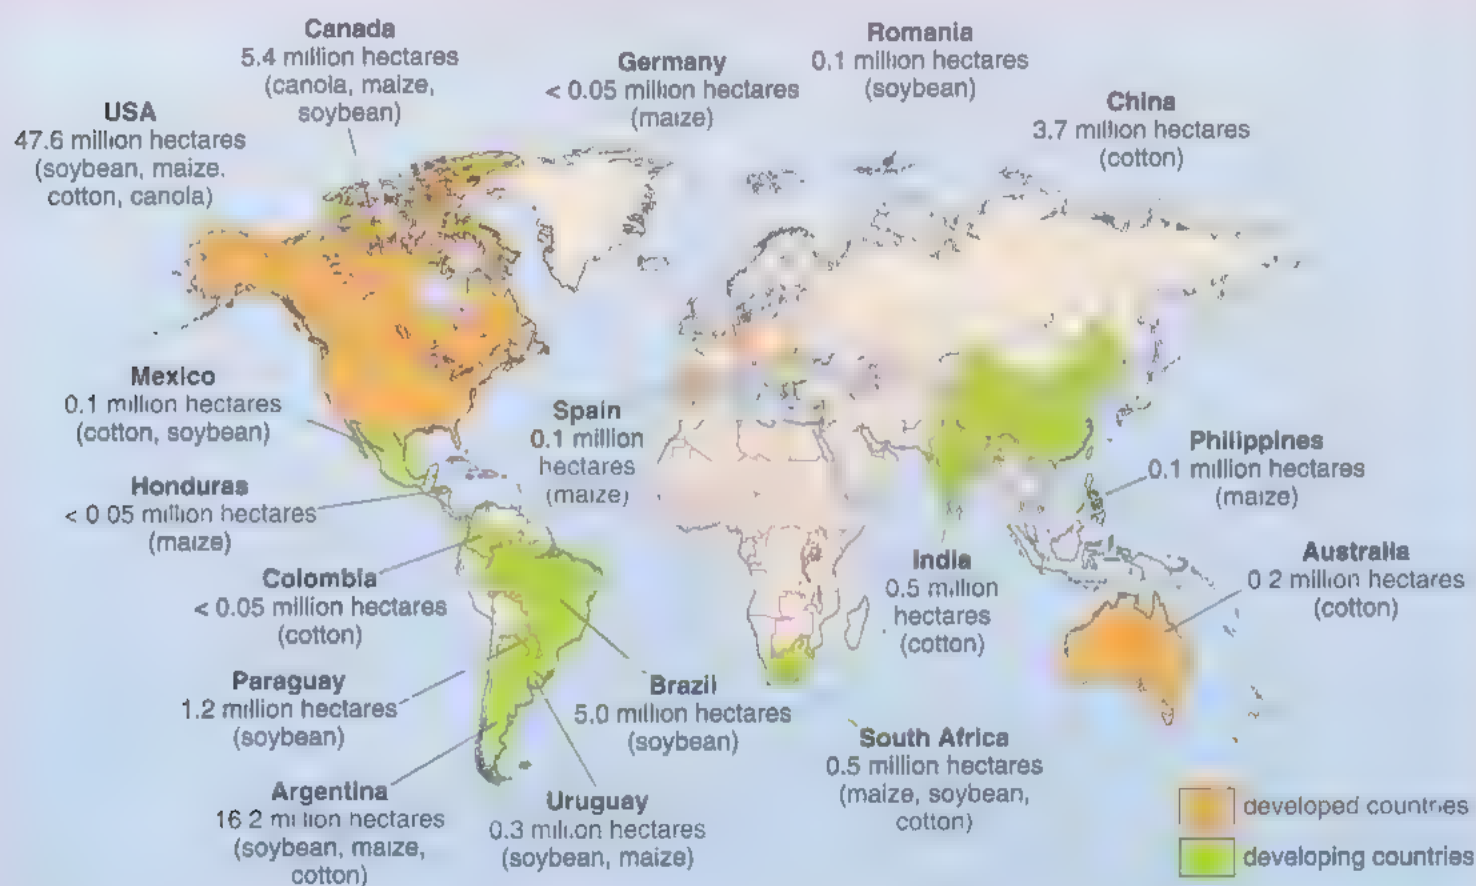 Canada
5.4 million hectares
(canola, maize,
soybean)
Romania
0.1 million hectares
(soybean)
Germany
< 0.05 million hectares
(maize)
China
3.7 million hectares
(cotton)
USA
47.6 million hectares
(soybean, maize,
cotton, canola)
Mexico
0.1 million hectares
(cotton, soybean)
Spain
0.1 million
hectares
(maize)
Philippines
0.1 million hectares
(maize)
Honduras
< 0.05 million hectares
(maize)
India
0.5 million
hectares
(cotton)
Australia
0.2 million hectares
(cotton)
Colombia
< 0.05 million hectares
(cotton)
Paraguay
1.2 million hectares
(soybean)
Brazil
5.0 million hectares
(soybean)
South Africa
0.5 million hectares
(maize, soybean,
cotton)
Argentina
16.2 million hectares
(soybean, maize,
cotton)
Uruguay
0.3 million hectares
(soybean, maize)
developed countries
developing countries